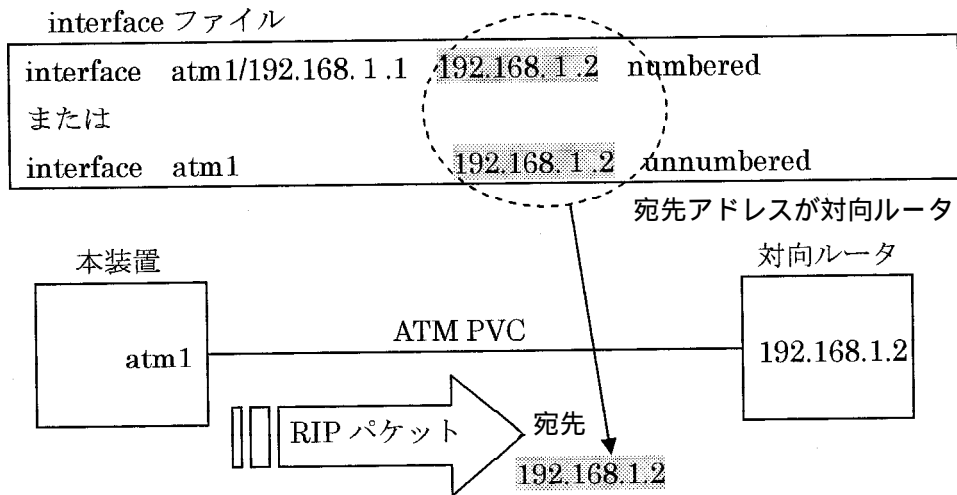 interface ファイル
interface atm1/192.168.1.1 192.168.1.2 numbered
または
interface atm1 192.168.1.2 unnumbered
宛先アドレスが対向ルータ
本装置
対向ルータ
ATM PVC
atm1
192.168.1.2
RIP パケット
宛先
192.168.1.2